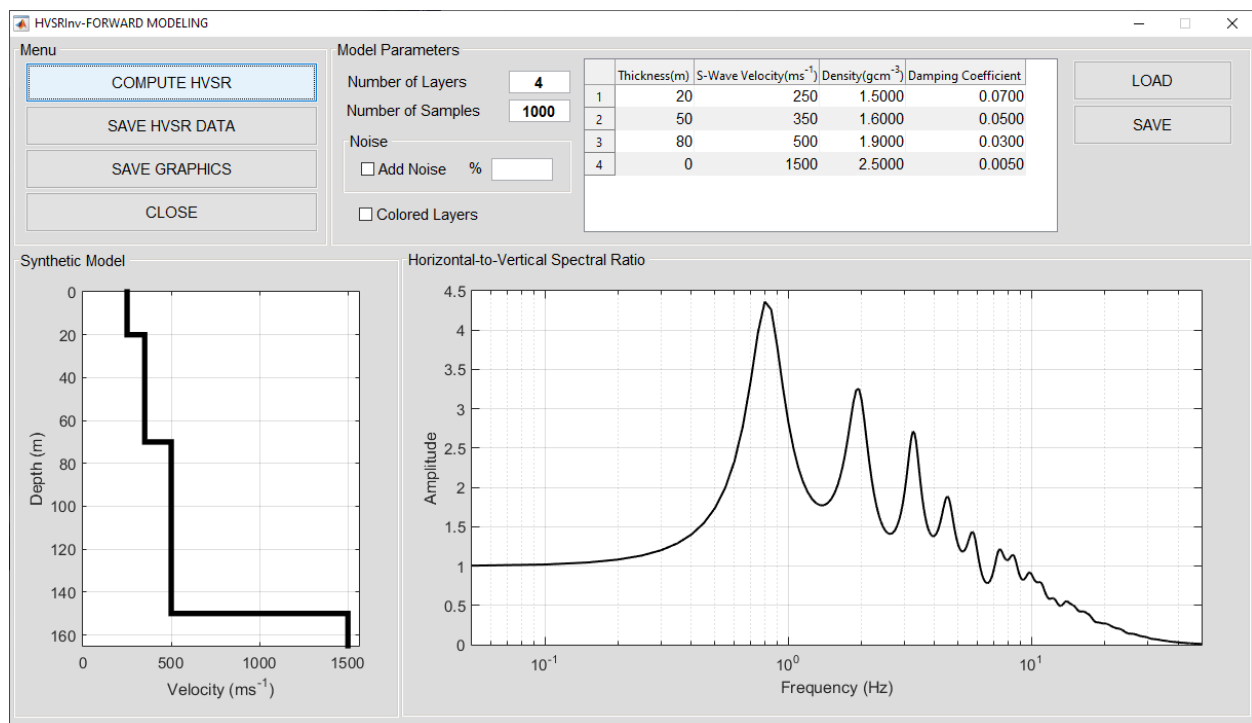 HVSRInv-FORWARD MODELING
Menu
COMPUTE HVSR
SAVE HVSR DATA
SAVE GRAPHICS
CLOSE
Model Parameters
Number of Layers 4
Number of Samples 1000
Noise
Add Noise %
Colored Layers
Thickness(m) S-Wave Velocity(ms⁻¹) Density(gcm⁻³) Damping Coefficient
1 20 250 1.5000 0.0700
2 50 350 1.6000 0.0500
3 80 500 1.9000 0.0300
4 0 1500 2.5000 0.0050
LOAD
SAVE
Synthetic Model
0
20
40
60
80
100
120
140
160
Depth (m)
0 500 1000 1500
Velocity (ms⁻¹)
Horizontal-to-Vertical Spectral Ratio
4.5
4
3.5
3
2.5
2
1.5
1
0.5
0
Amplitude
10⁻¹ 10⁰ 10¹
Frequency (Hz)